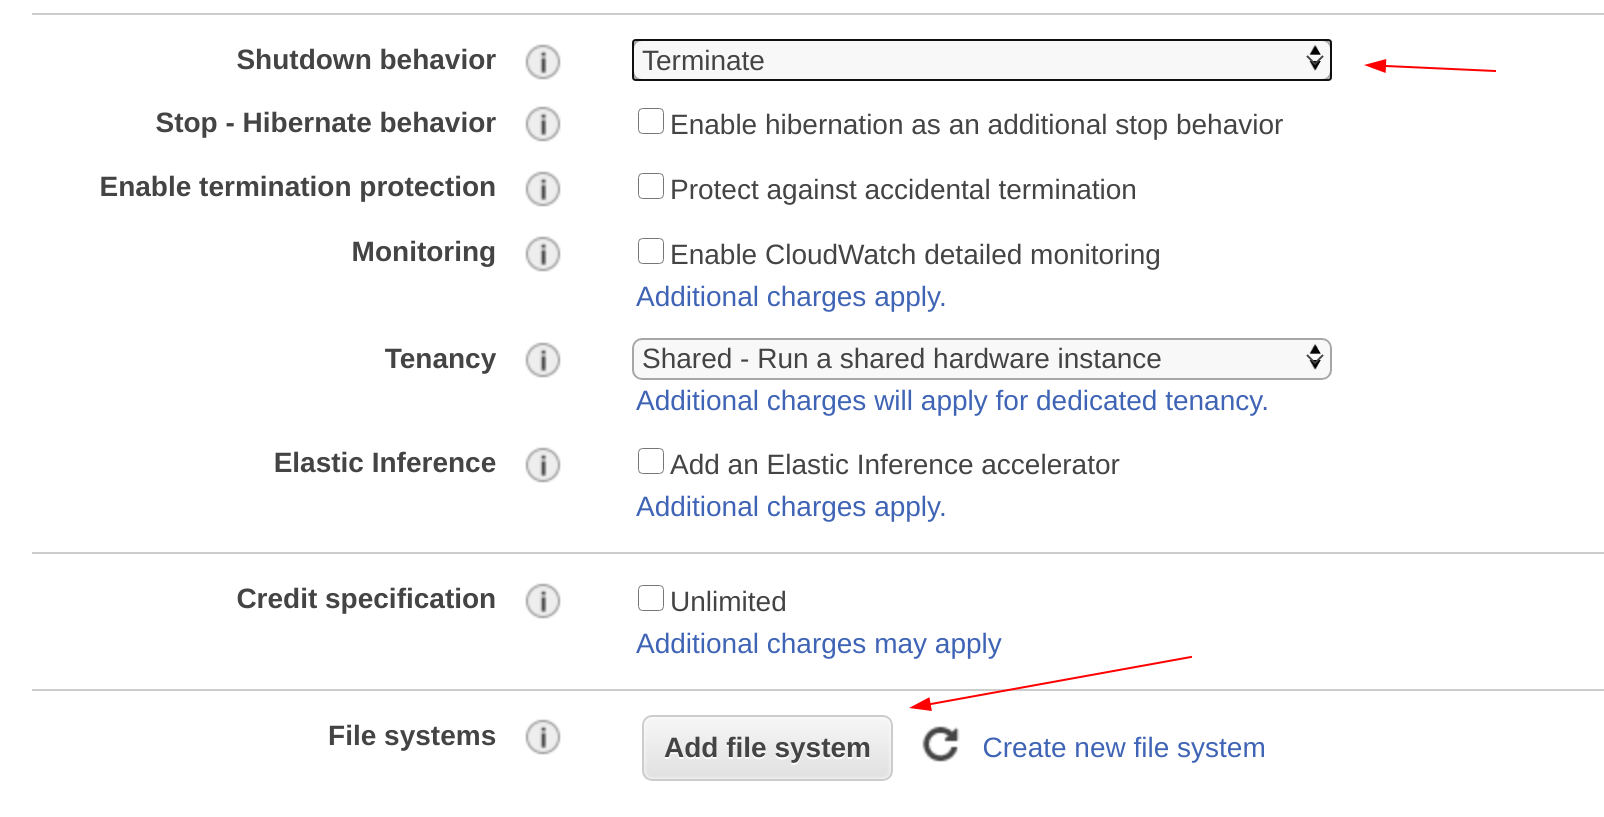 Shutdown behavior Terminate
Stop - Hibernate behavior Enable hibernation as an additional stop behavior
Enable termination protection Protect against accidental termination
Monitoring Enable CloudWatch detailed monitoring
Additional charges apply.
Tenancy Shared - Run a shared hardware instance
Additional charges will apply for dedicated tenancy.
Elastic Inference Add an Elastic Inference accelerator
Additional charges apply.
Credit specification Unlimited
Additional charges may apply
File systems Add file system Create new file system